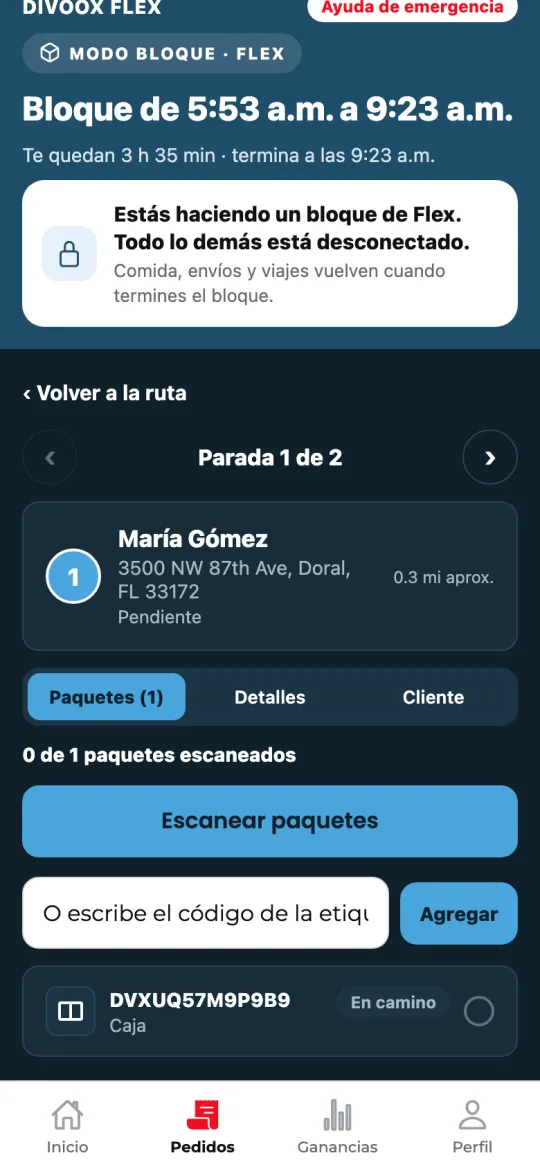 DIVOOX FLEX
Ayuda de emergencia
MODO BLOQUE · FLEX
Bloque de 5:53 a.m. a 9:23 a.m.
Te quedan 3 h 35 min · termina a las 9:23 a.m.
Estás haciendo un bloque de Flex.
Todo lo demás está desconectado.
Comida, envíos y viajes vuelven cuando
termines el bloque.
‹ Volver a la ruta
‹
Parada 1 de 2
›
1
María Gómez
3500 NW 87th Ave, Doral,
FL 33172
Pendiente
0.3 mi aprox.
Paquetes (1)
Detalles
Cliente
0 de 1 paquetes escaneados
Escanear paquetes
O escribe el código de la etiqu
Agregar
DVXUQ57M9P9B9
Caja
En camino
Inicio
Pedidos
Ganancias
Perfil